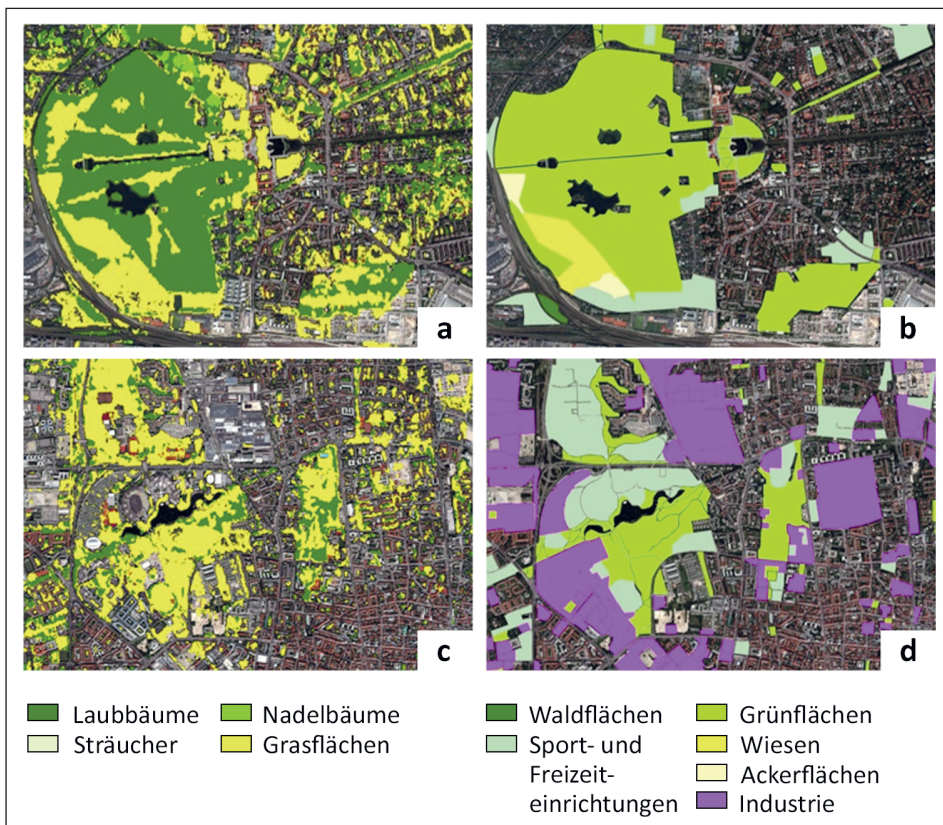 a
b
c
d
Laubbäume
Nadelbäume
Sträucher
Grasflächen
Waldflächen
Sport- und
Freizeit-
einrichtungen
Grünflächen
Wiesen
Ackerflächen
Industrie